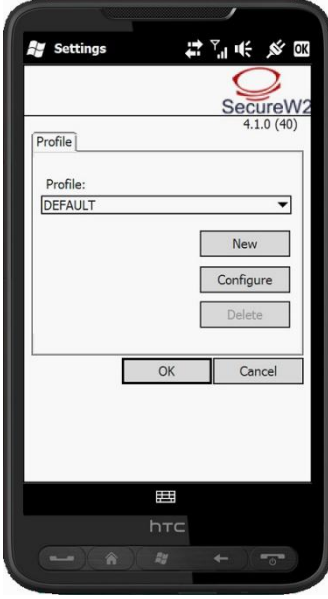 Settings
OK
SecureW2
4.1.0 (40)
Profile
Profile:
DEFAULT
New
Configure
Delete
OK
Cancel
hTC